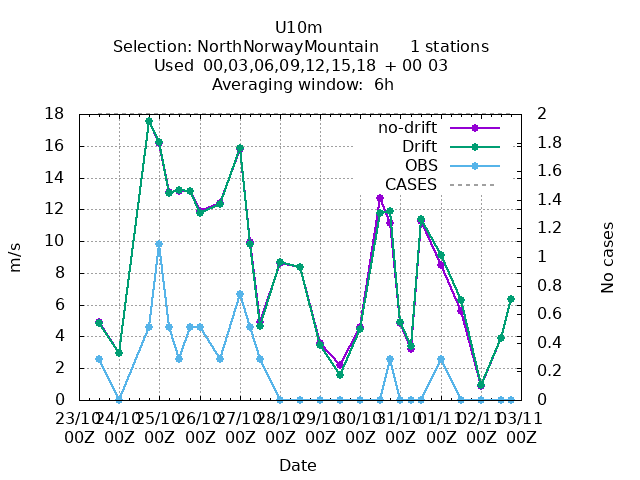 U10m
Selection: NorthNorwayMountain 1 stations
Used 00,03,06,09,12,15,18 + 00 03
Averaging window: 6h
18
16
14
12
10
8
6
4
2
0
m/s
no-drift
Drift
OBS
CASES
2
1.8
1.6
1.4
1.2
1
0.8
0.6
0.4
0.2
0
No cases
23/10 24/10 25/10 26/10 27/10 28/10 29/10 30/10 31/10 01/11 02/11 03/11
00Z 00Z 00Z 00Z 00Z 00Z 00Z 00Z 00Z 00Z 00Z 00Z
Date